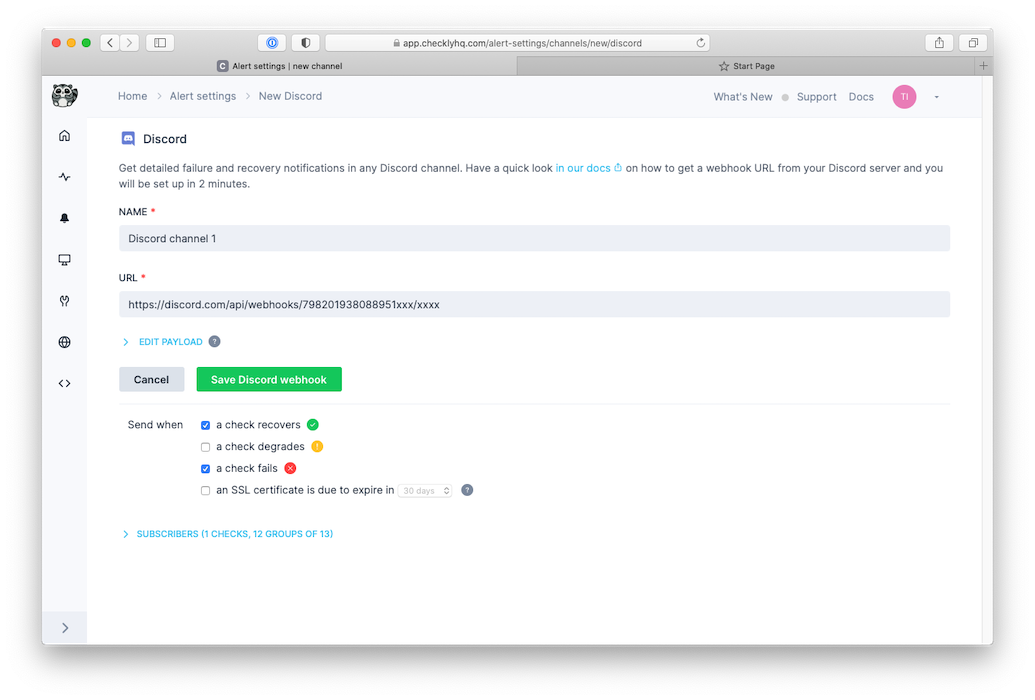 app.checklyhq.com/alert-settings/channels/new/discord
C Alert settings | new channel
Start Page
Home > Alert settings > New Discord
What's New Support Docs TI
Discord
Get detailed failure and recovery notifications in any Discord channel. Have a quick look in our docs on how to get a webhook URL from your Discord server and you
will be set up in 2 minutes.
NAME *
Discord channel 1
URL *
https://discord.com/api/webhooks/798201938088951xxx/xxxx
EDIT PAYLOAD ?
Cancel Save Discord webhook
Send when a check recovers
a check degrades !
a check fails
an SSL certificate is due to expire in 30 days ?
SUBSCRIBERS (1 CHECKS, 12 GROUPS OF 13)